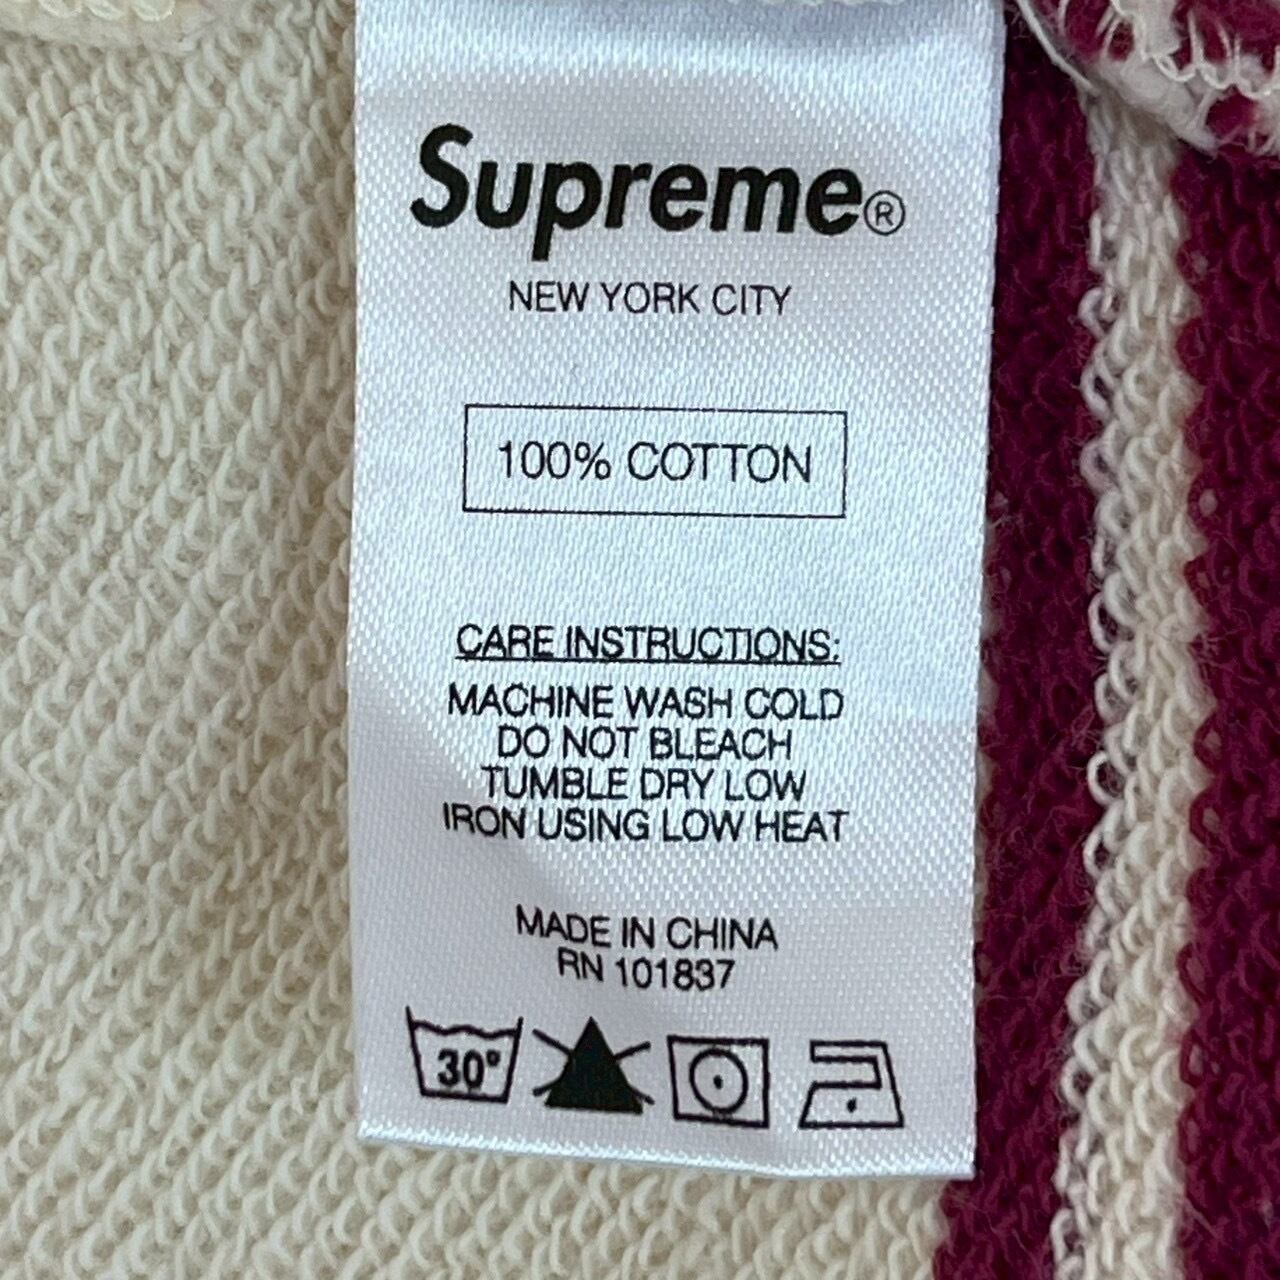 Supreme®
NEW YORK CITY
100% COTTON
CARE INSTRUCTIONS:
MACHINE WASH COLD
DO NOT BLEACH
TUMBLE DRY LOW
IRON USING LOW HEAT
MADE IN CHINA
RN 101837
30°